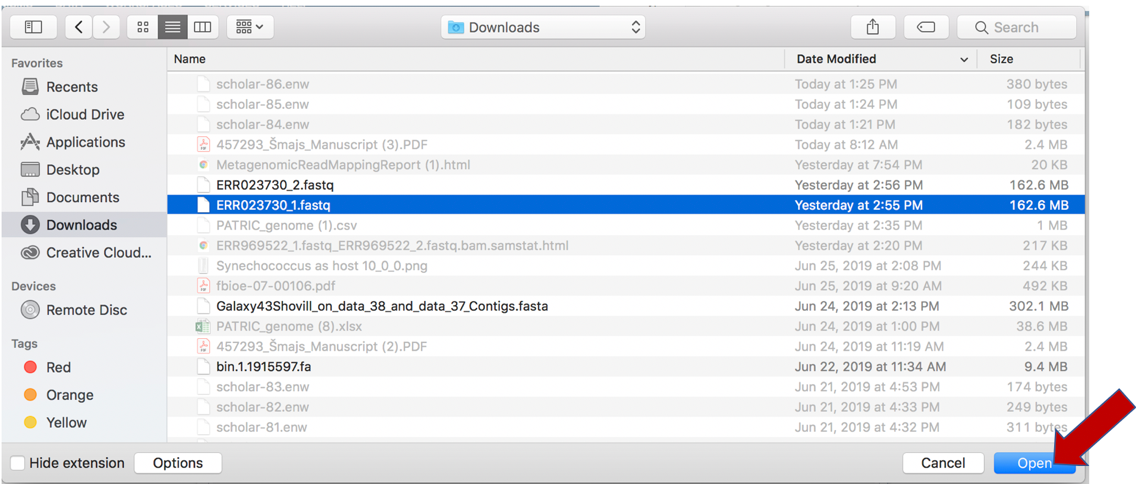 Downloads
Search
Favorites
Recents
iCloud Drive
Applications
Desktop
Documents
Downloads
Creative Cloud...
Devices
Remote Disc
Tags
Red
Orange
Yellow
Name Date Modified Size
scholar-86.enw Today at 1:25 PM 380 bytes
scholar-85.enw Today at 1:24 PM 109 bytes
scholar-84.enw Today at 1:21 PM 182 bytes
457293_Šmajs_Manuscript (3).PDF Today at 8:12 AM 2.4 MB
MetagenomicReadMappingReport (1).html Yesterday at 7:54 PM 20 KB
ERR023730_2.fastq Yesterday at 2:56 PM 162.6 MB
ERR023730_1.fastq Yesterday at 2:55 PM 162.6 MB
PATRIC_genome (1).csv Yesterday at 2:35 PM 1 MB
ERR969522_1.fastq_ERR969522_2.fastq.bam.samstat.html Yesterday at 2:20 PM 217 KB
Synechococcus as host 10_0_0.png Jun 25, 2019 at 2:08 PM 244 KB
fbioe-07-00106.pdf Jun 25, 2019 at 9:20 AM 492 KB
Galaxy43Shovill_on_data_38_and_data_37_Contigs.fasta Jun 24, 2019 at 2:13 PM 302.1 MB
PATRIC_genome (8).xlsx Jun 24, 2019 at 1:00 PM 38.6 MB
457293_Šmajs_Manuscript (2).PDF Jun 24, 2019 at 11:19 AM 2.4 MB
bin.1.1915597.fa Jun 22, 2019 at 11:34 AM 9.4 MB
scholar-83.enw Jun 21, 2019 at 4:53 PM 174 bytes
scholar-82.enw Jun 21, 2019 at 4:33 PM 249 bytes
scholar-81.enw Jun 21, 2019 at 4:32 PM 311 bytes
Hide extension Options Cancel Open